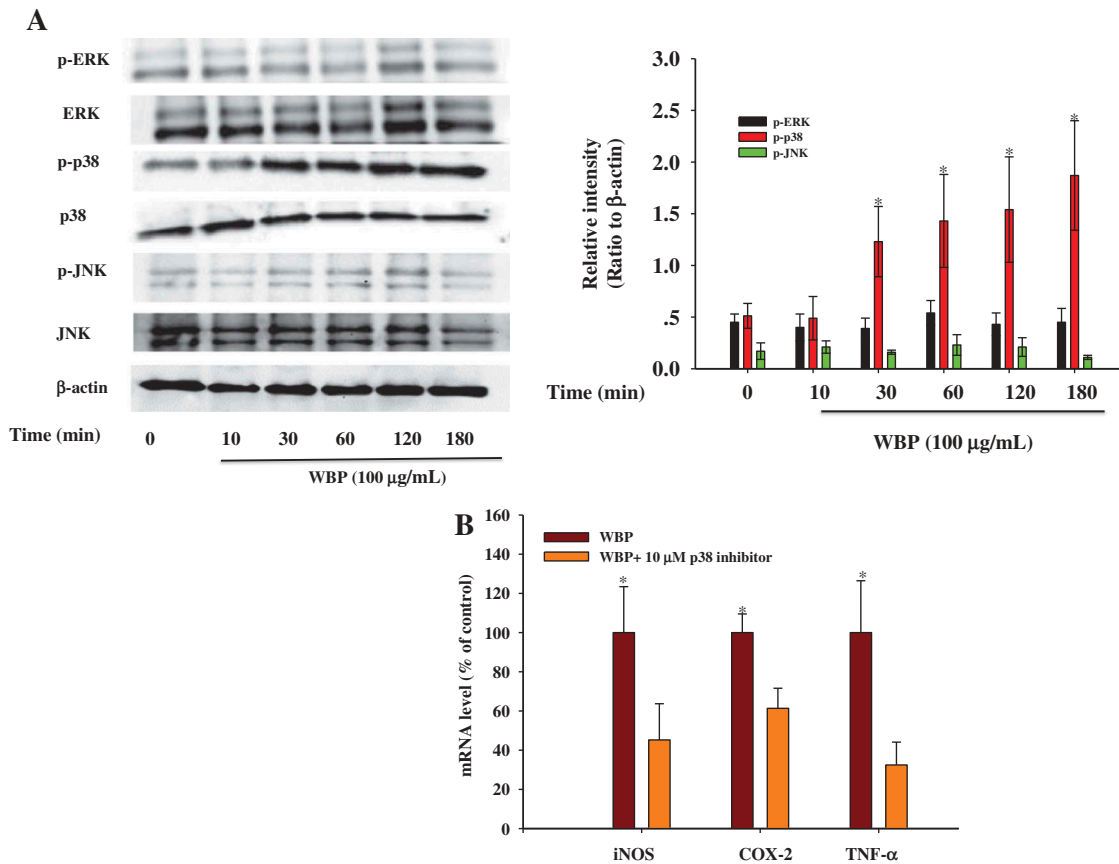 A
p-ERK
ERK
p-p38
p38
p-JNK
JNK
β-actin
Time (min) 0 10 30 60 120 180
WBP (100 µg/mL)
Relative intensity
(Ratio to β-actin)
3.0
2.5
2.0
1.5
1.0
.5
0.0
p-ERK
p-p38
p-JNK
* * * *
Time (min) 0 10 30 60 120 180
WBP (100 µg/mL)
B
mRNA level (% of control)
160
140
120
100
80
60
40
20
0
WBP
WBP+ 10 µM p38 inhibitor
* * *
iNOS COX-2 TNF-α